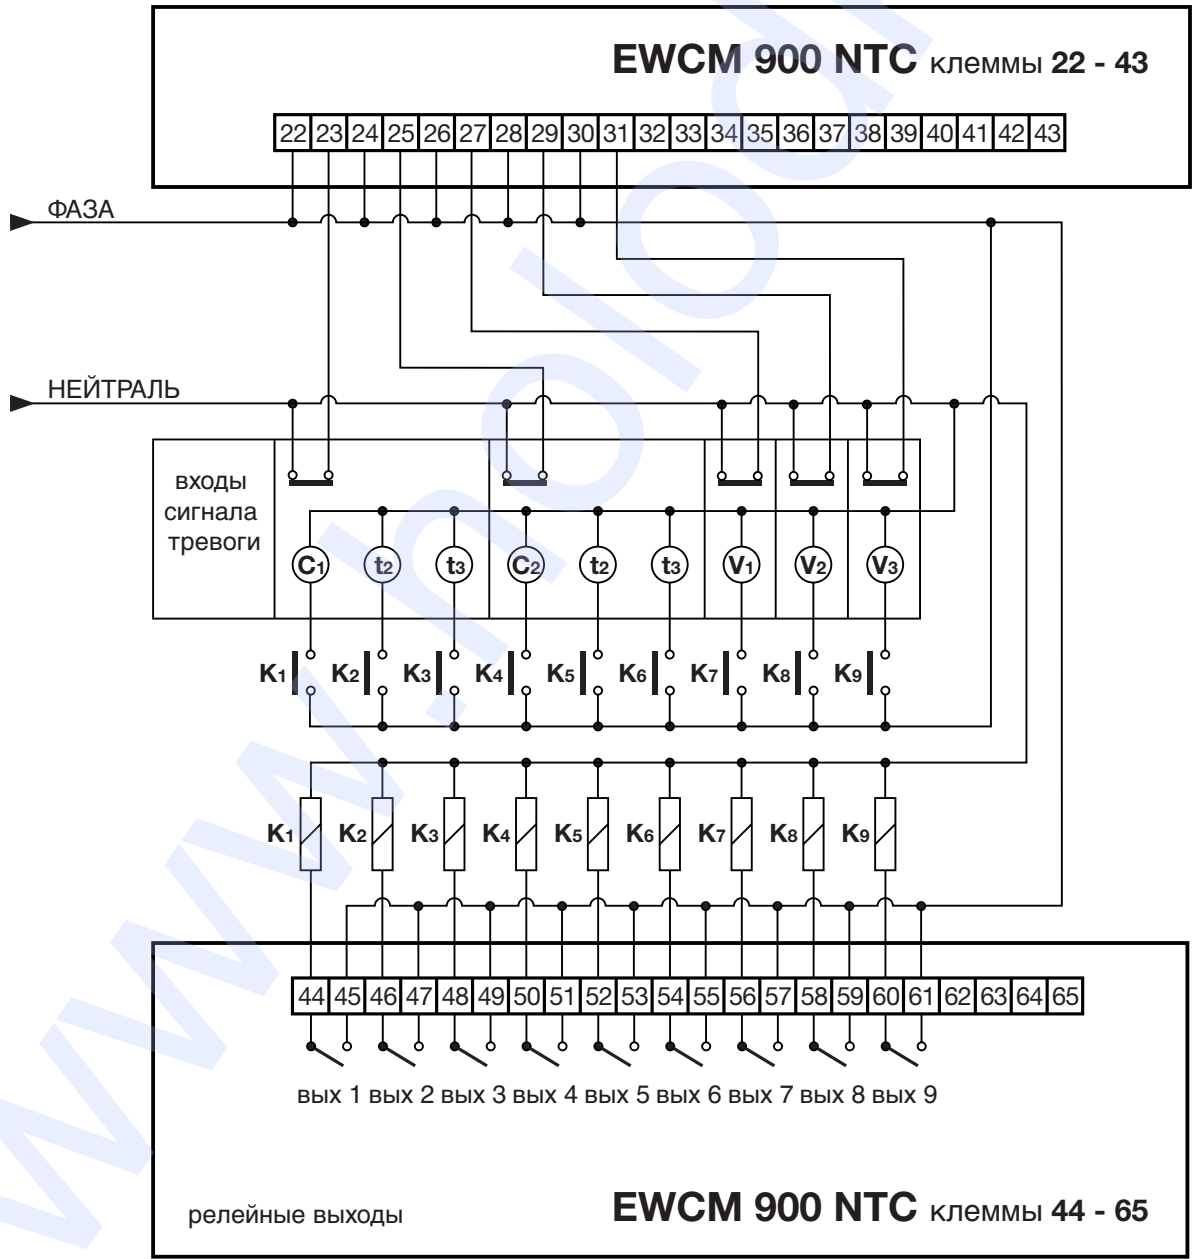 EWCM 900 NTC клеммы 22 - 43
22 23 24 25 26 27 28 29 30 31 32 33 34 35 36 37 38 39 40 41 42 43
ФАЗА
НЕЙТРАЛЬ
входы
сигнала
тревоги
C1 t2 t3 C2 t2 t3 V1 V2 V3
K1 K2 K3 K4 K5 K6 K7 K8 K9
K1 K2 K3 K4 K5 K6 K7 K8 K9
44 45 46 47 48 49 50 51 52 53 54 55 56 57 58 59 60 61 62 63 64 65
вых 1 вых 2 вых 3 вых 4 вых 5 вых 6 вых 7 вых 8 вых 9
релейные выходы
EWCM 900 NTC клеммы 44 - 65
www.holod